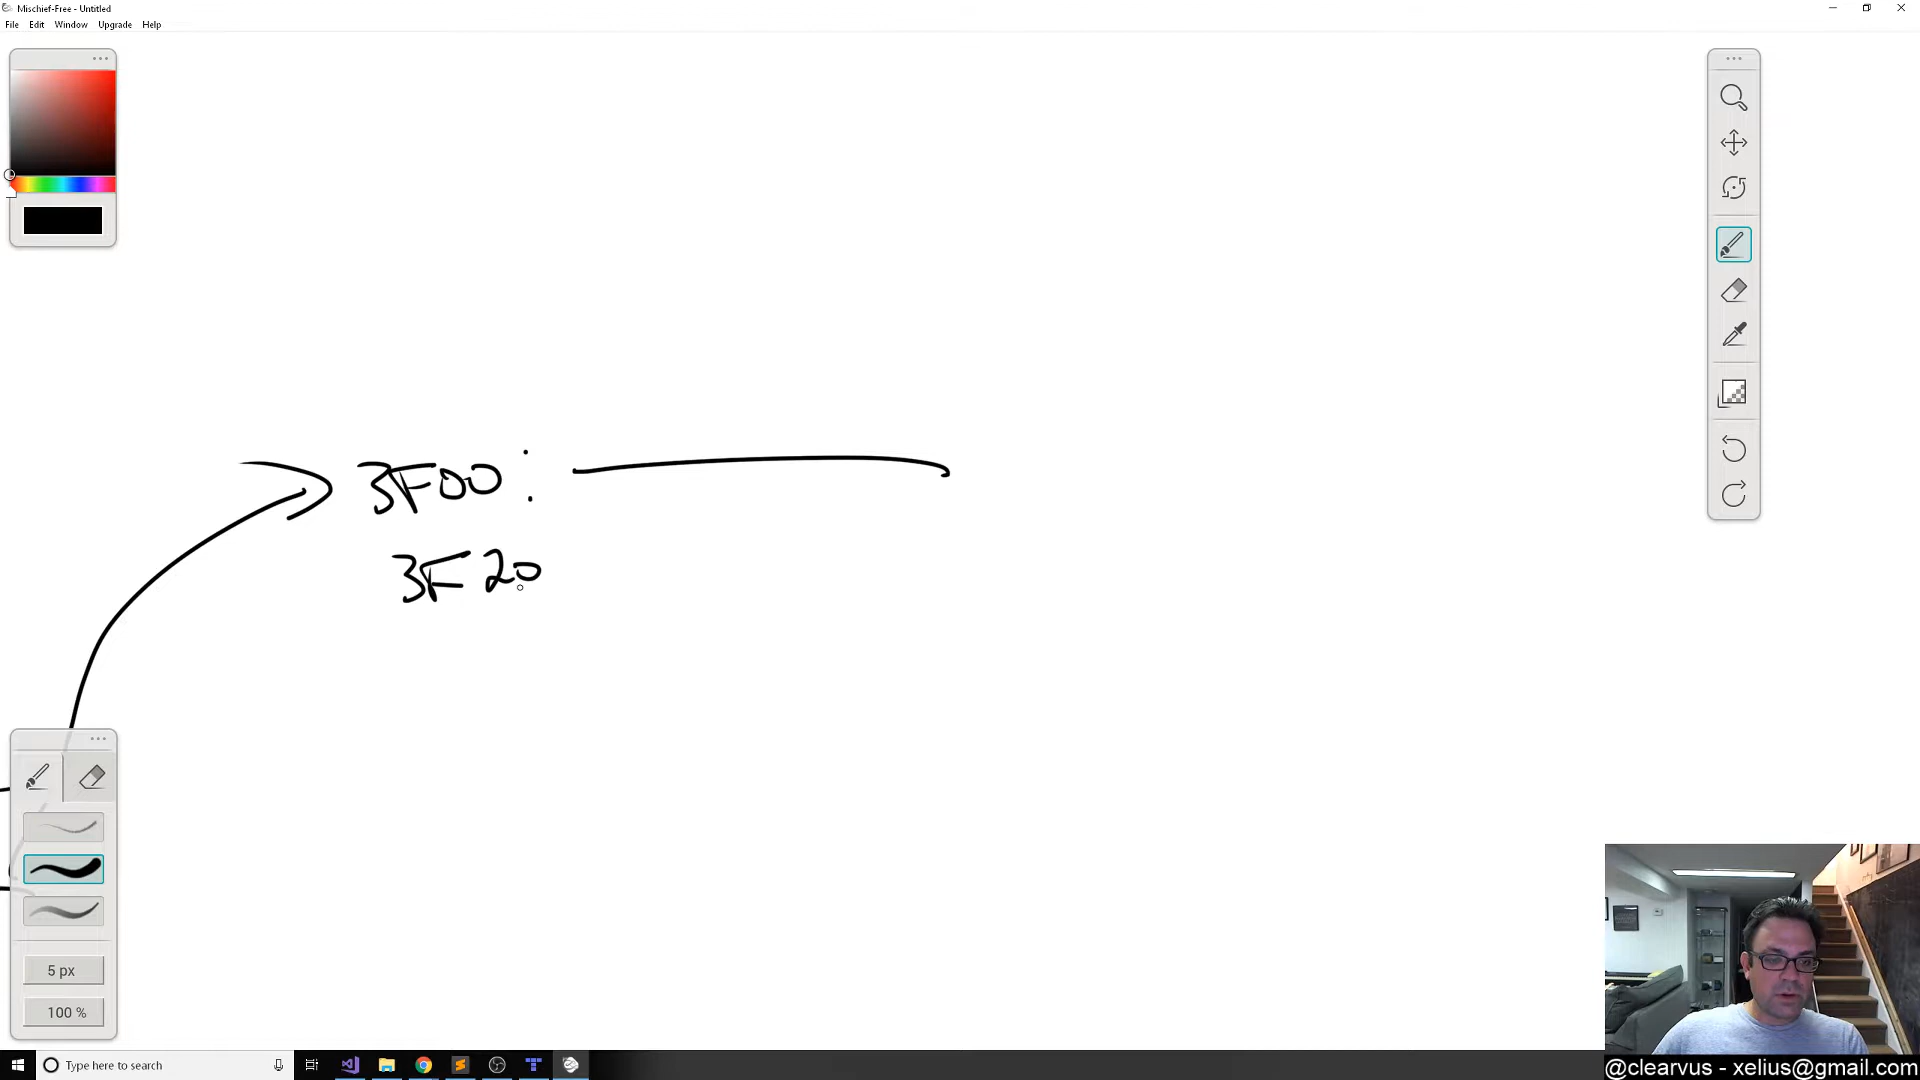 Mischief-Free - Untitled
File Edit Window Upgrade Help
3F00:
3F20
5 px
100 %
Type here to search
@clearvus - xelius@gmail.com